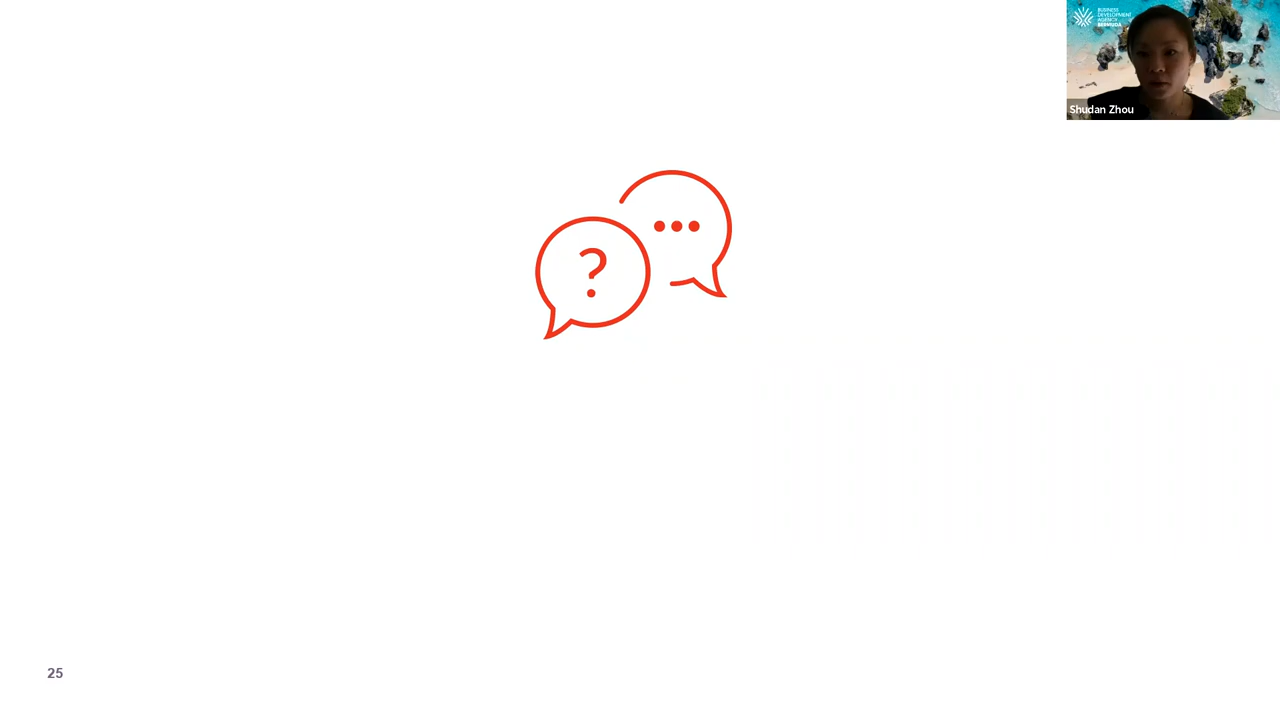 BUSINESS
DEVELOPMENT
AGENCY
BERMUDA
Shudan Zhou
?
25